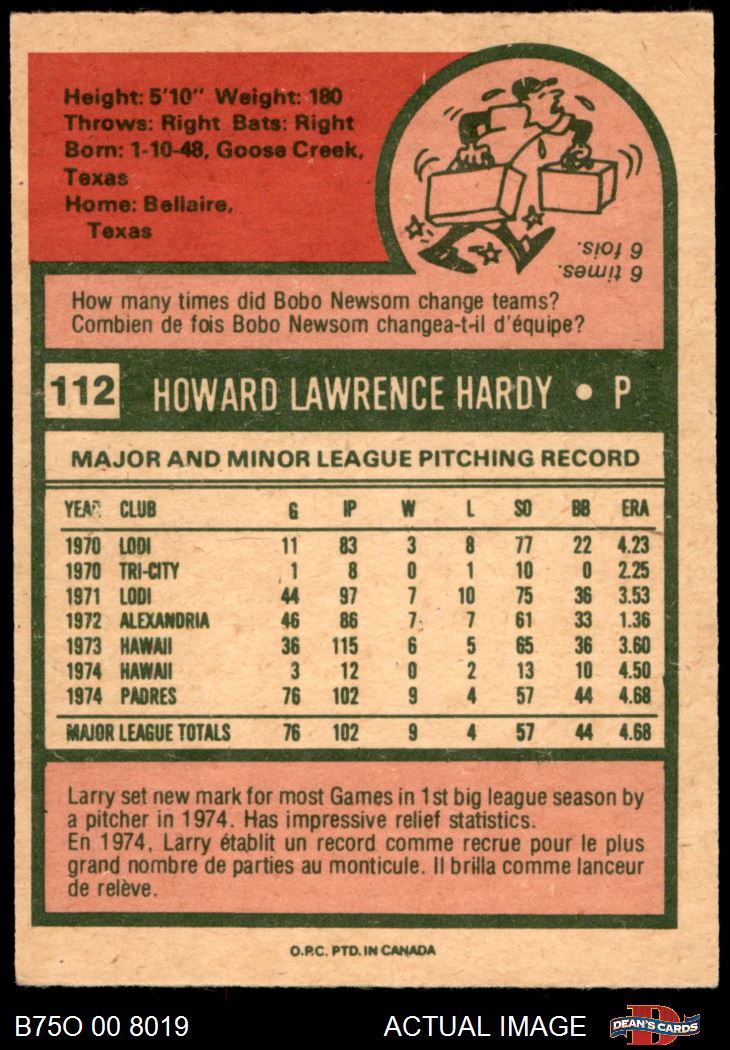 Height: 5'10" Weight: 180
Throws: Right Bats: Right
Born: 1-10-48, Goose Creek,
Texas
Home: Bellaire,
Texas
6 times.
6 fois.
How many times did Bobo Newsom change teams?
Combien de fois Bobo Newsom changea-t-il d'équipe?
112 HOWARD LAWRENCE HARDY • P
MAJOR AND MINOR LEAGUE PITCHING RECORD
YEAR CLUB G IP W L SO BB ERA
1970 LODI 11 83 3 8 77 22 4.23
1970 TRI-CITY 1 8 0 1 10 0 2.25
1971 LODI 44 97 7 10 75 36 3.53
1972 ALEXANDRIA 46 86 7 7 61 33 1.36
1973 HAWAII 36 115 6 5 65 36 3.60
1974 HAWAII 3 12 0 2 13 10 4.50
1974 PADRES 76 102 9 4 57 44 4.68
MAJOR LEAGUE TOTALS 76 102 9 4 57 44 4.68
Larry set new mark for most Games in 1st big league season by
a pitcher in 1974. Has impressive relief statistics.
En 1974, Larry établit un record comme recrue pour le plus
grand nombre de parties au monticule. Il brilla comme lanceur
de relève.
O.P.C. PTD. IN CANADA
B75O 00 8019 ACTUAL IMAGE DEAN'S CARDS